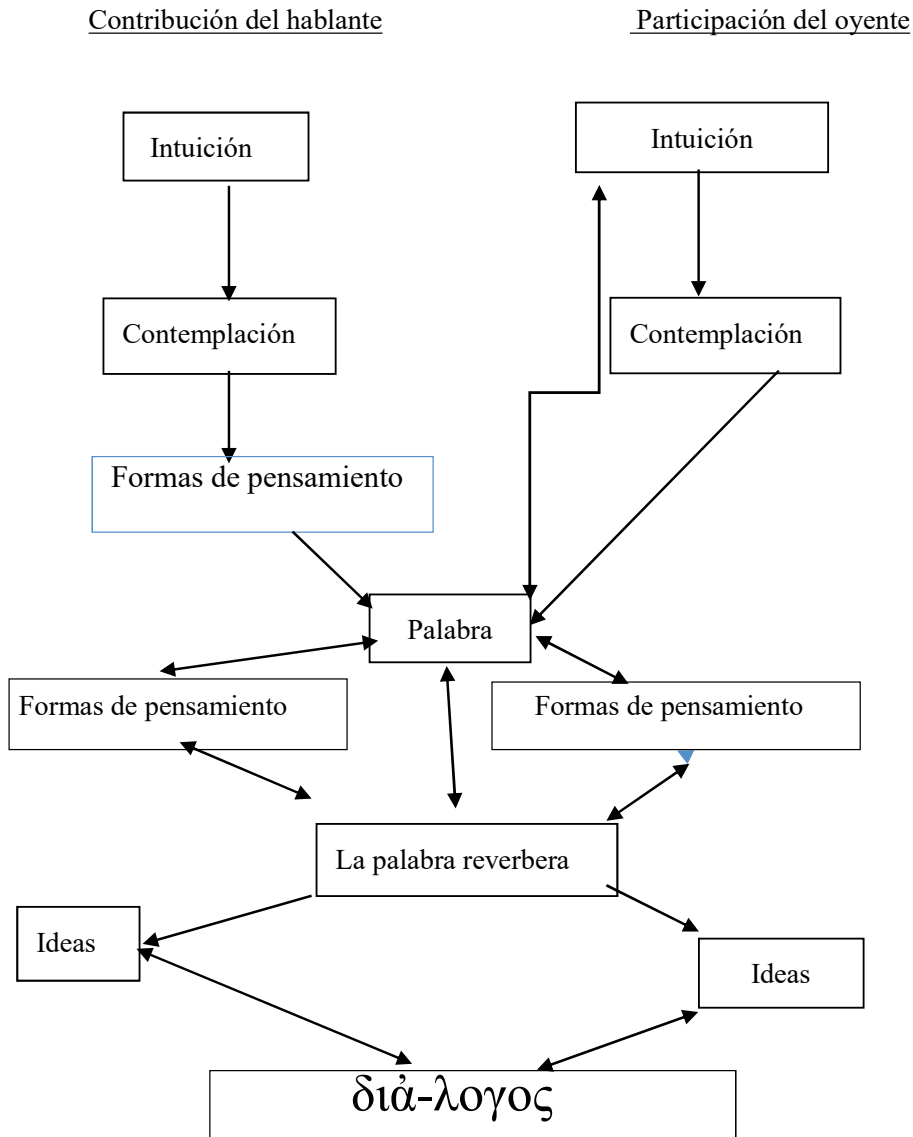 Contribución del hablante
Participación del oyente
Intuición
Intuición
Contemplación
Contemplación
Formas de pensamiento
Palabra
Formas de pensamiento
Formas de pensamiento
La palabra reverbera
Ideas
Ideas
διἀ-λογος